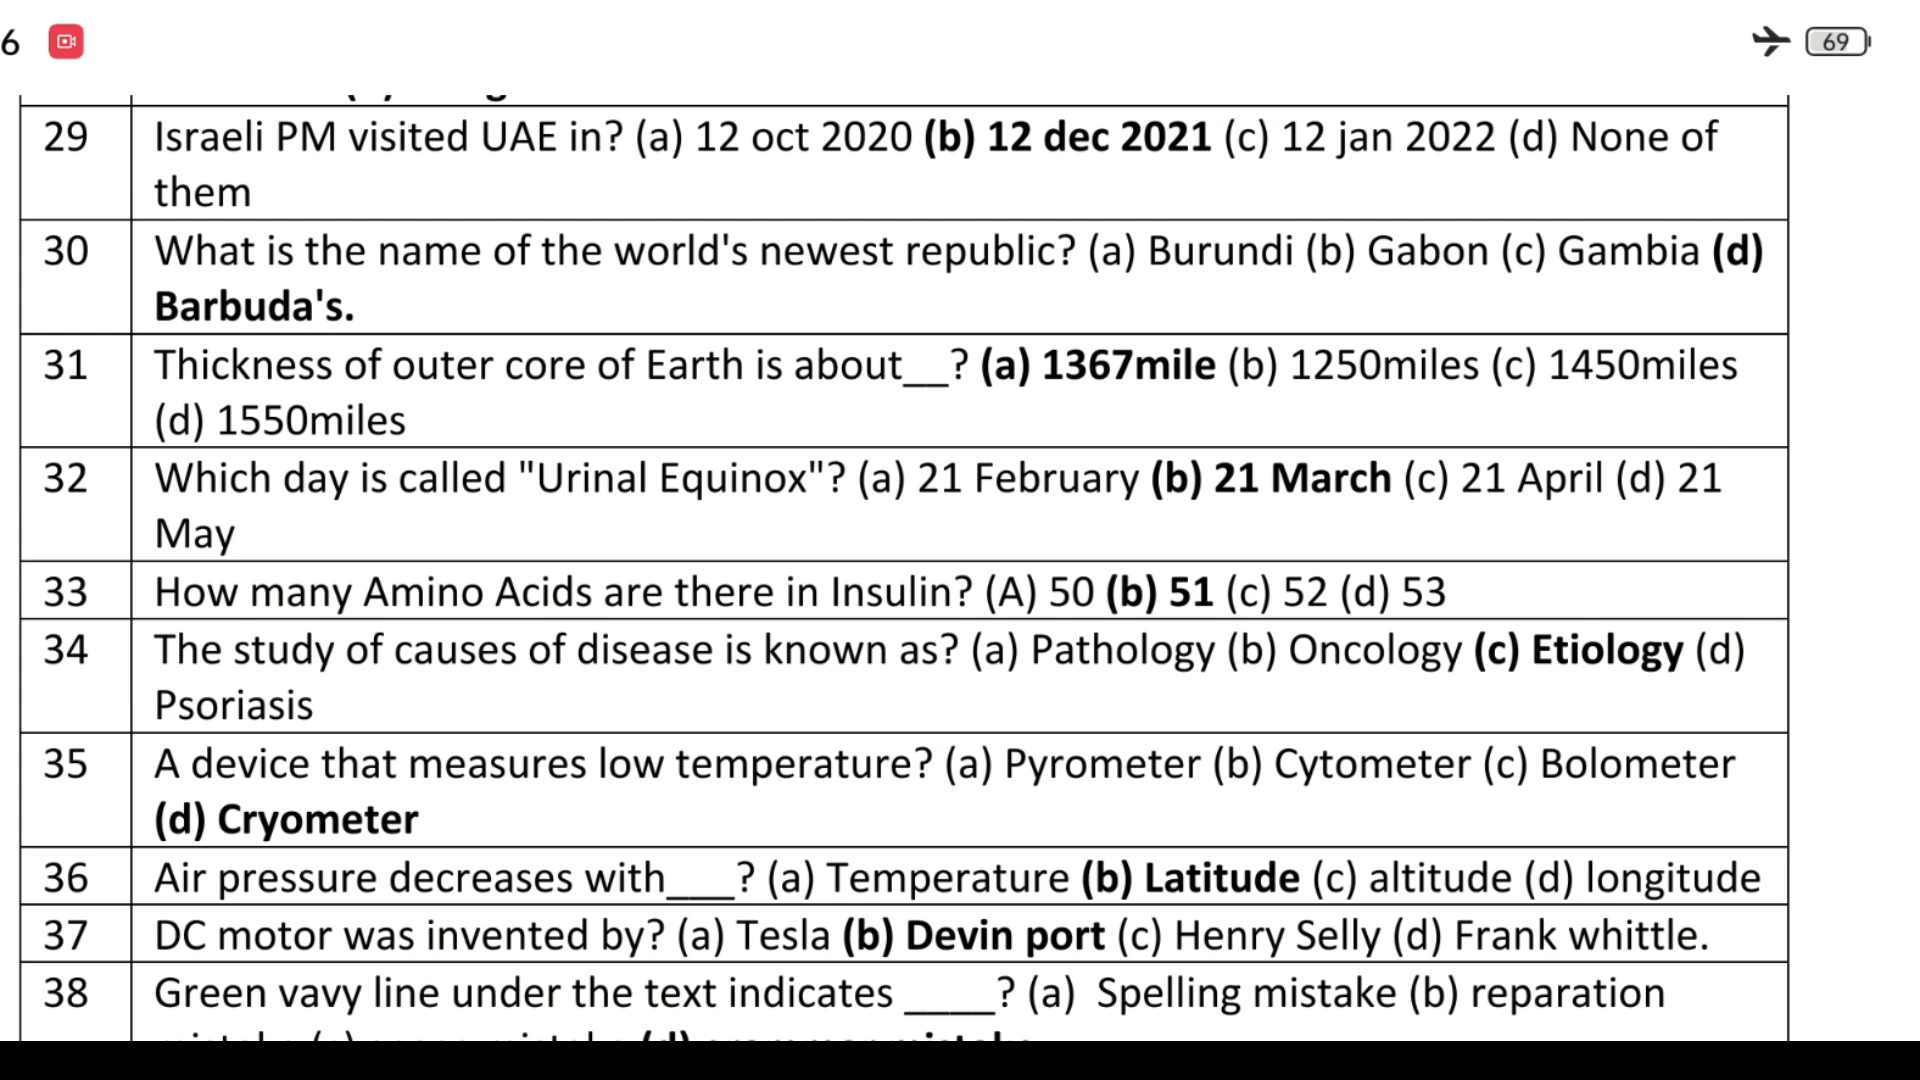 6
69
29 Israeli PM visited UAE in? (a) 12 oct 2020 (b) 12 dec 2021 (c) 12 jan 2022 (d) None of
them
30 What is the name of the world's newest republic? (a) Burundi (b) Gabon (c) Gambia (d)
Barbuda's.
31 Thickness of outer core of Earth is about__? (a) 1367mile (b) 1250miles (c) 1450miles
(d) 1550miles
32 Which day is called "Urinal Equinox"? (a) 21 February (b) 21 March (c) 21 April (d) 21
May
33 How many Amino Acids are there in Insulin? (A) 50 (b) 51 (c) 52 (d) 53
34 The study of causes of disease is known as? (a) Pathology (b) Oncology (c) Etiology (d)
Psoriasis
35 A device that measures low temperature? (a) Pyrometer (b) Cytometer (c) Bolometer
(d) Cryometer
36 Air pressure decreases with___? (a) Temperature (b) Latitude (c) altitude (d) longitude
37 DC motor was invented by? (a) Tesla (b) Devin port (c) Henry Selly (d) Frank whittle.
38 Green vavy line under the text indicates ____? (a) Spelling mistake (b) reparation